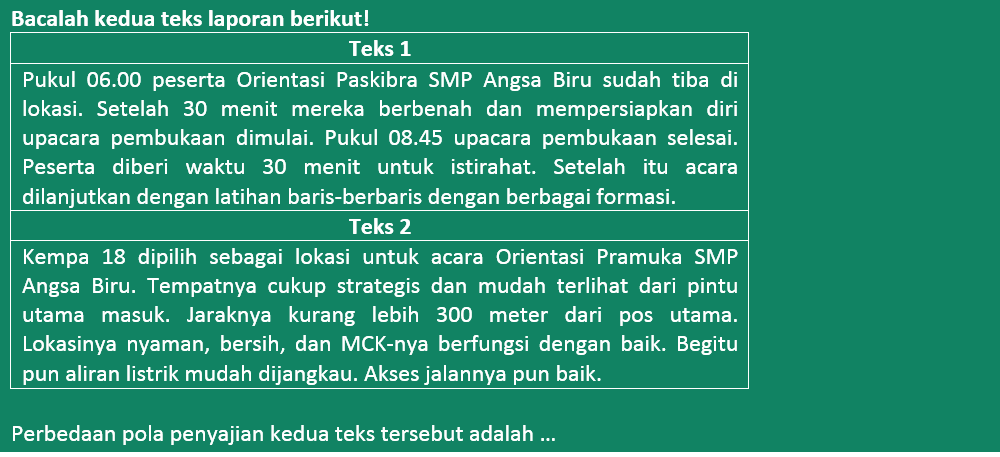 Bacalah kedua teks laporan berikut!
Teks 1
Pukul 06.00 peserta Orientasi Paskibra SMP Angsa Biru sudah tiba di
lokasi. Setelah 30 menit mereka berbenah dan mempersiapkan diri
upacara pembukaan dimulai. Pukul 08.45 upacara pembukaan selesai.
Peserta diberi waktu 30 menit untuk istirahat. Setelah itu acara
dilanjutkan dengan latihan baris-berbaris dengan berbagai formasi.
Teks 2
Kempa 18 dipilih sebagai lokasi untuk acara Orientasi Pramuka SMP
Angsa Biru. Tempatnya cukup strategis dan mudah terlihat dari pintu
utama masuk. Jaraknya kurang lebih 300 meter dari pos utama.
Lokasinya nyaman, bersih, dan MCK-nya berfungsi dengan baik. Begitu
pun aliran listrik mudah dijangkau. Akses jalannya pun baik.
Perbedaan pola penyajian kedua teks tersebut adalah ...